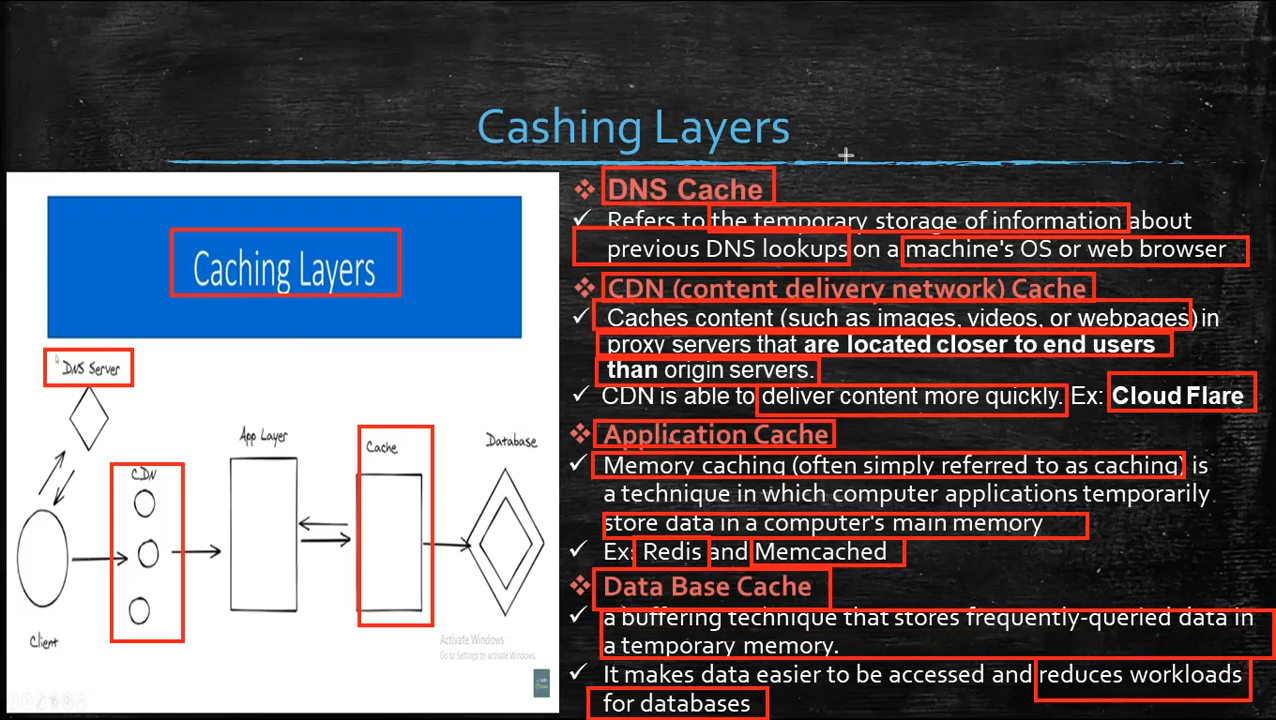 Cashing Layers
Caching Layers
DNS Server
CDN
App Layer
Cache
Database
Client
Activate Windows
Go to Settings to activate Windows.
❖ DNS Cache
✓ Refers to the temporary storage of information about
previous DNS lookups on a machine's OS or web browser
❖ CDN (content delivery network) Cache
✓ Caches content (such as images, videos, or webpages) in
proxy servers that are located closer to end users
than origin servers.
✓ CDN is able to deliver content more quickly. Ex: Cloud Flare
❖ Application Cache
✓ Memory caching (often simply referred to as caching) is
a technique in which computer applications temporarily
store data in a computer's main memory
✓ Ex: Redis and Memcached
❖ Data Base Cache
✓ a buffering technique that stores frequently-queried data in
a temporary memory.
✓ It makes data easier to be accessed and reduces workloads
for databases